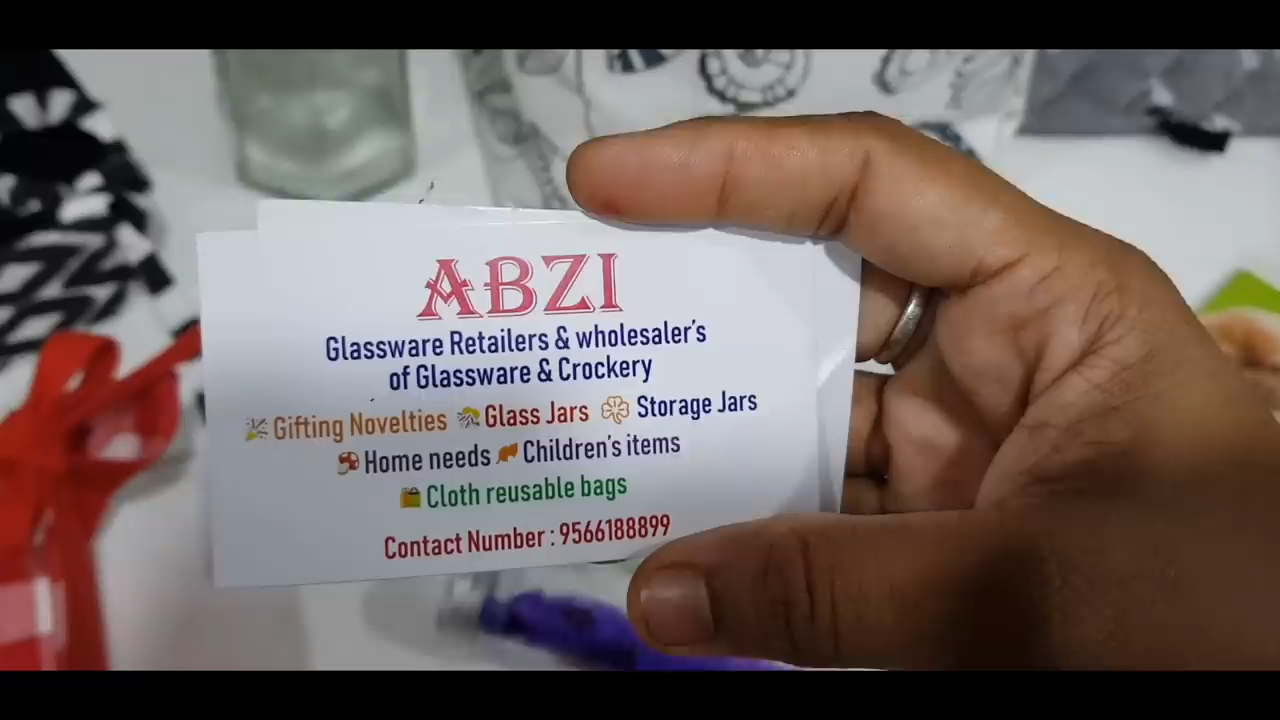 ABZI
Glassware Retailers & wholesaler's
of Glassware & Crockery
Gifting Novelties Glass Jars Storage Jars
Home needs Children's items
Cloth reusable bags
Contact Number : 9566188899